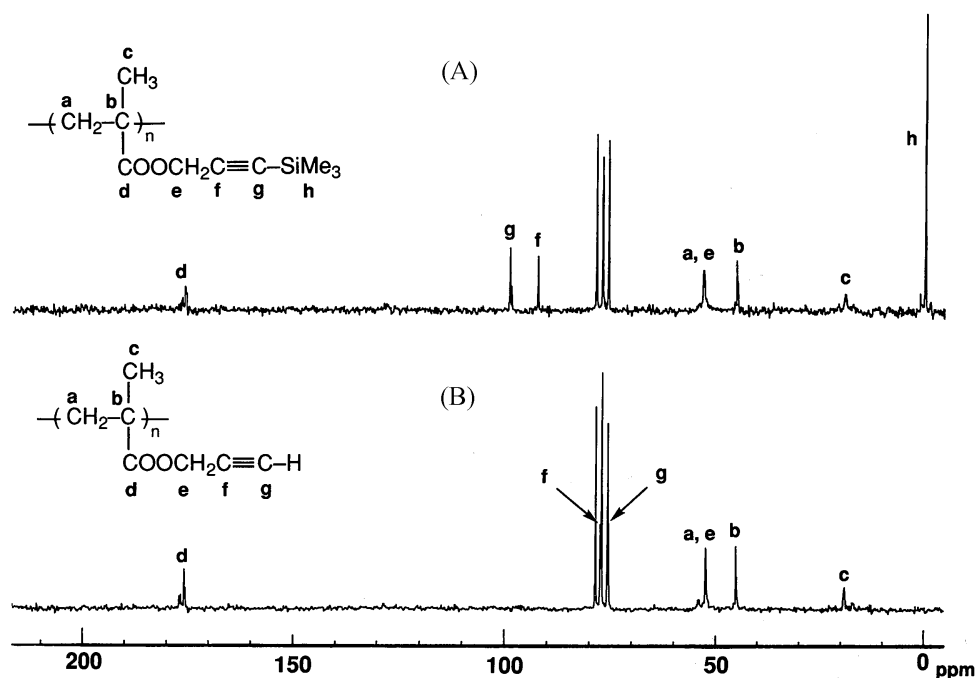 (A)
c
CH3
a b
—(CH2-C)—
n
COOCH2C≡C-SiMe3
d e f g h
d
g
f
a, e
b
c
h
(B)
c
CH3
a b
—(CH2-C)—
n
COOCH2C≡C-H
d e f g
d
f
g
a, e
b
c
200 150 100 50 0 ppm